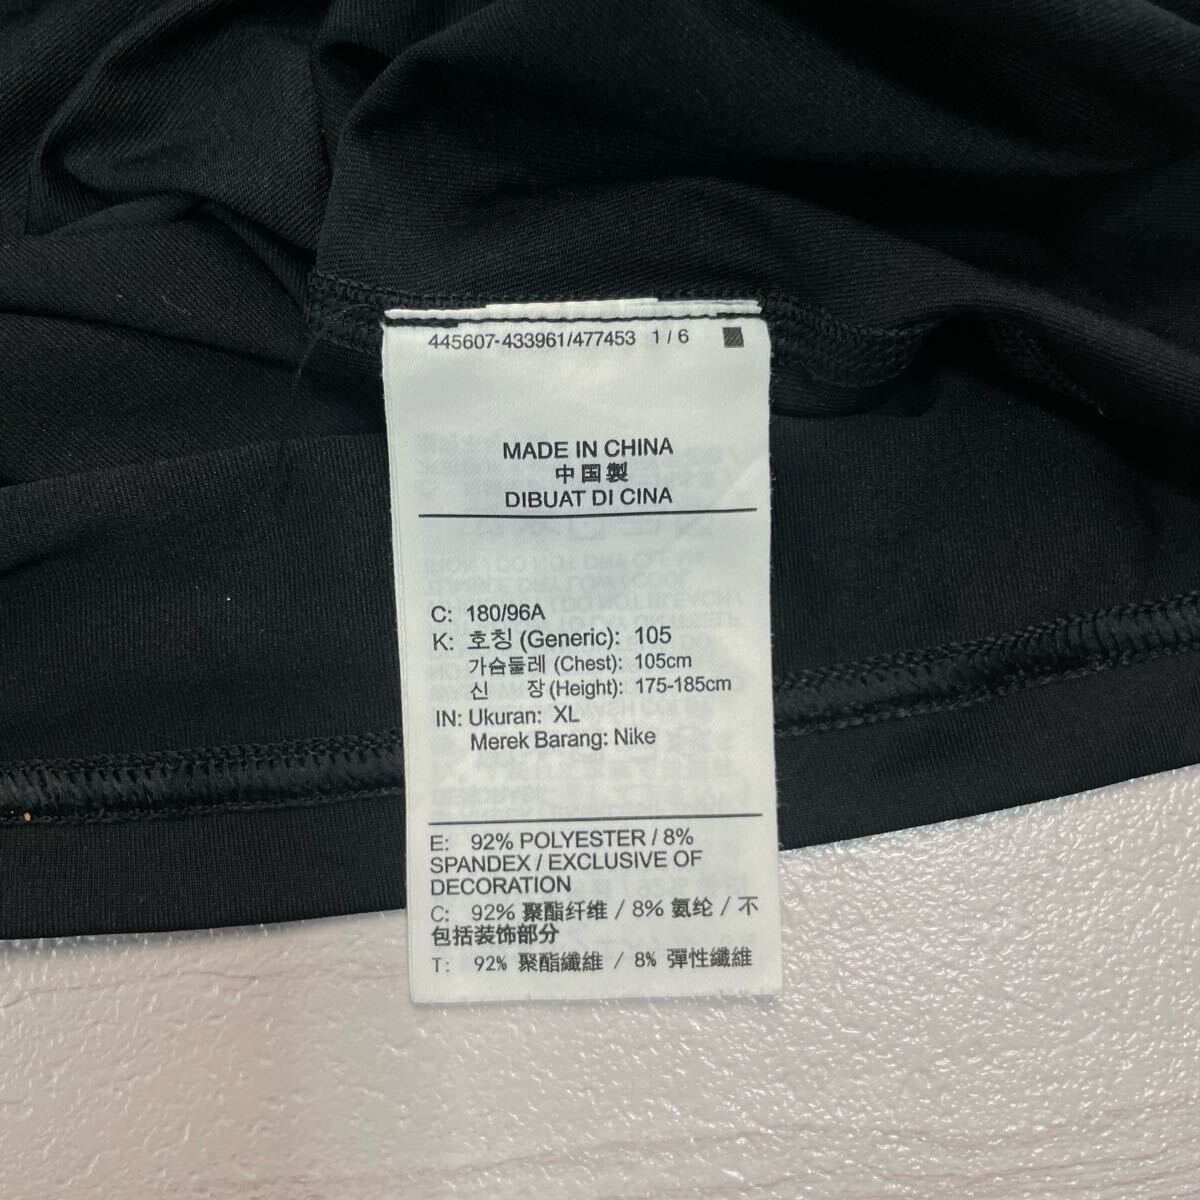 445607-433961/477453 1 / 6
MADE IN CHINA
中国製
DIBUAT DI CINA
C: 180/96A
K: 호칭 (Generic): 105
가슴둘레 (Chest): 105cm
신 장 (Height): 175-185cm
IN: Ukuran: XL
Merek Barang: Nike
E: 92% POLYESTER / 8%
SPANDEX / EXCLUSIVE OF
DECORATION
C: 92% 聚酯纤维 / 8% 氨纶 / 不
包括装饰部分
T: 92% 聚酯纖維 / 8% 彈性纖維